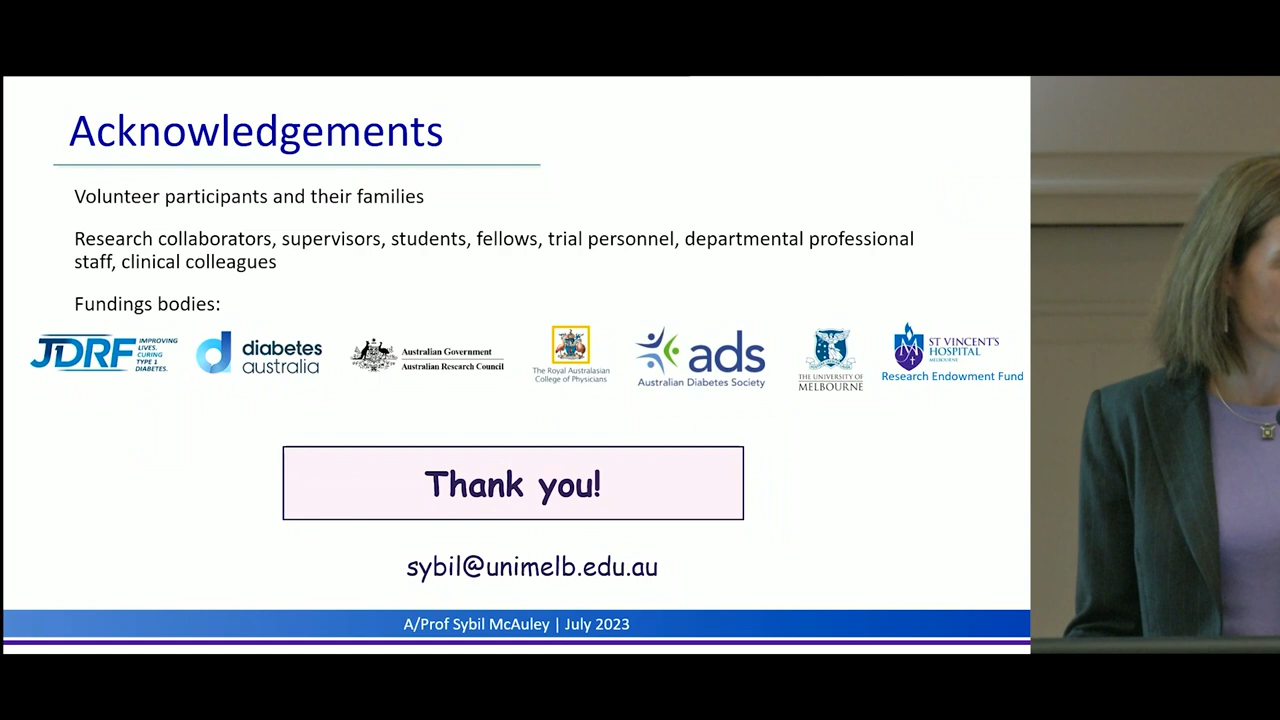 Acknowledgements
Volunteer participants and their families
Research collaborators, supervisors, students, fellows, trial personnel, departmental professional
staff, clinical colleagues
Fundings bodies:
JDRF
IMPROVING
LIVES.
CURING
TYPE 1
DIABETES.
diabetes
australia
Australian Government
Australian Research Council
The Royal Australasian
College of Physicians
ads
Australian Diabetes Society
THE UNIVERSITY OF
MELBOURNE
ST VINCENT'S
HOSPITAL
MELBOURNE
Research Endowment Fund
Thank you!
sybil@unimelb.edu.au
A/Prof Sybil McAuley | July 2023